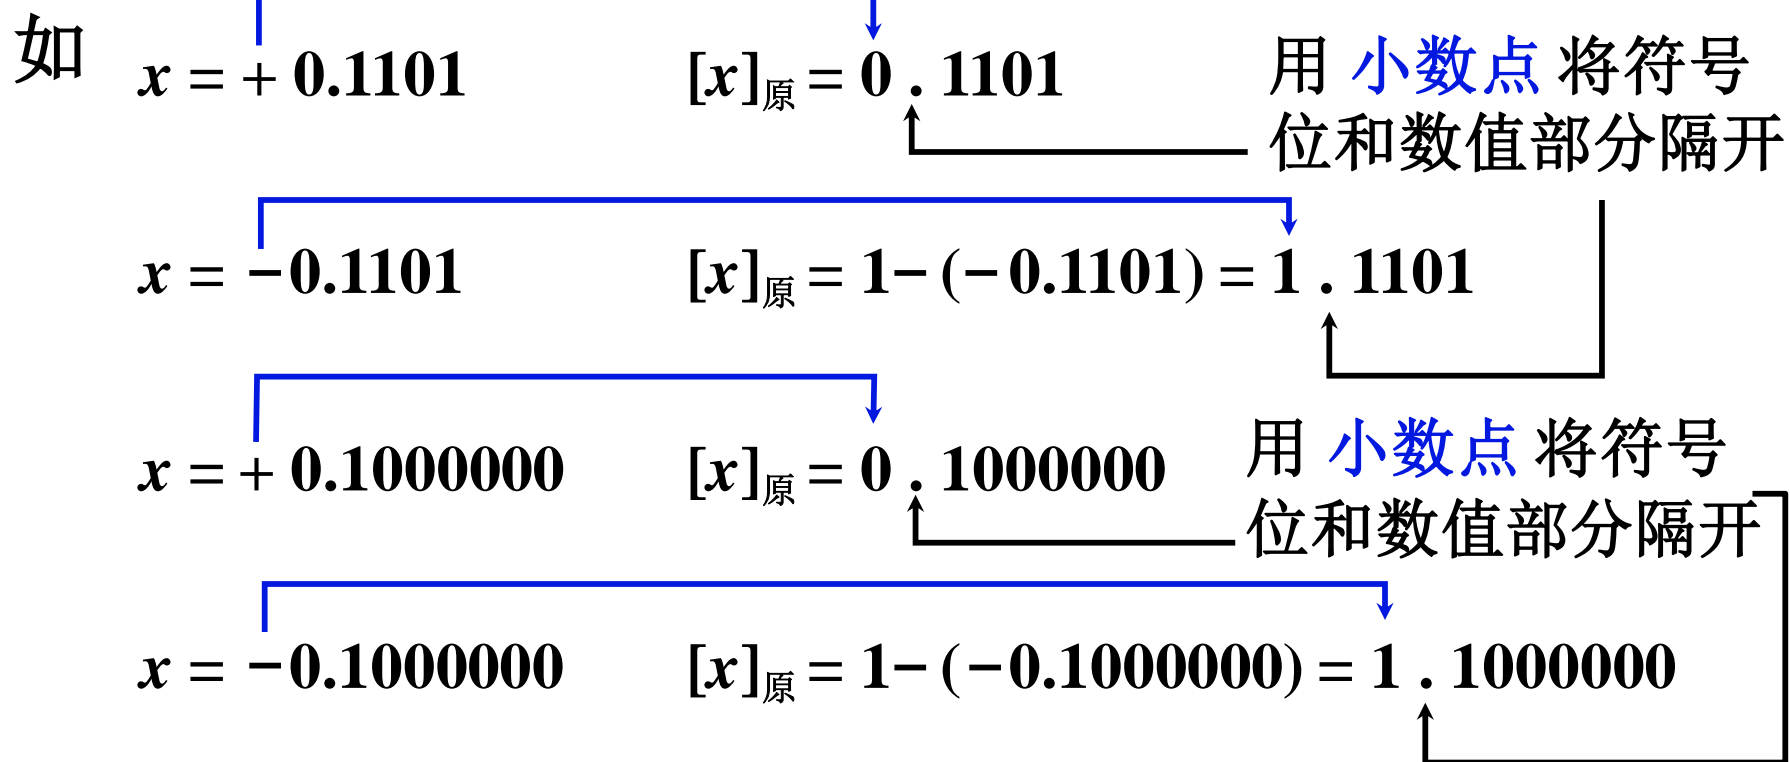 如 x = + 0.1101 [x]原 = 0 . 1101 用 小数点 将符号
位和数值部分隔开
x = −0.1101 [x]原 = 1− (−0.1101) = 1 . 1101
x = + 0.1000000 [x]原 = 0 . 1000000 用 小数点 将符号
位和数值部分隔开
x = −0.1000000 [x]原 = 1− (−0.1000000) = 1 . 1000000